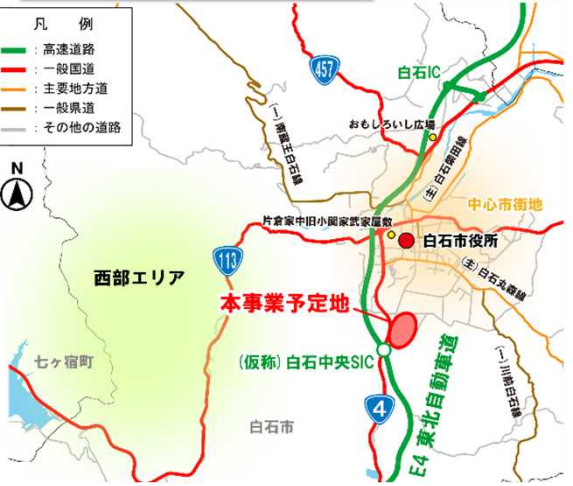 凡 例
：高速道路
：一般国道
：主要地方道
：一般県道
：その他の道路
N
457
白石IC
おもしろいし広場
(一)南蔵王白石線
(主)白石柴田線
中心市街地
片倉家中旧小関家武家屋敷
白石市役所
113
(主)白石丸森線
西部エリア
本事業予定地
七ヶ宿町
(仮称)白石中央SIC
(一)川前白石線
4
E4 東北自動車道
白石市